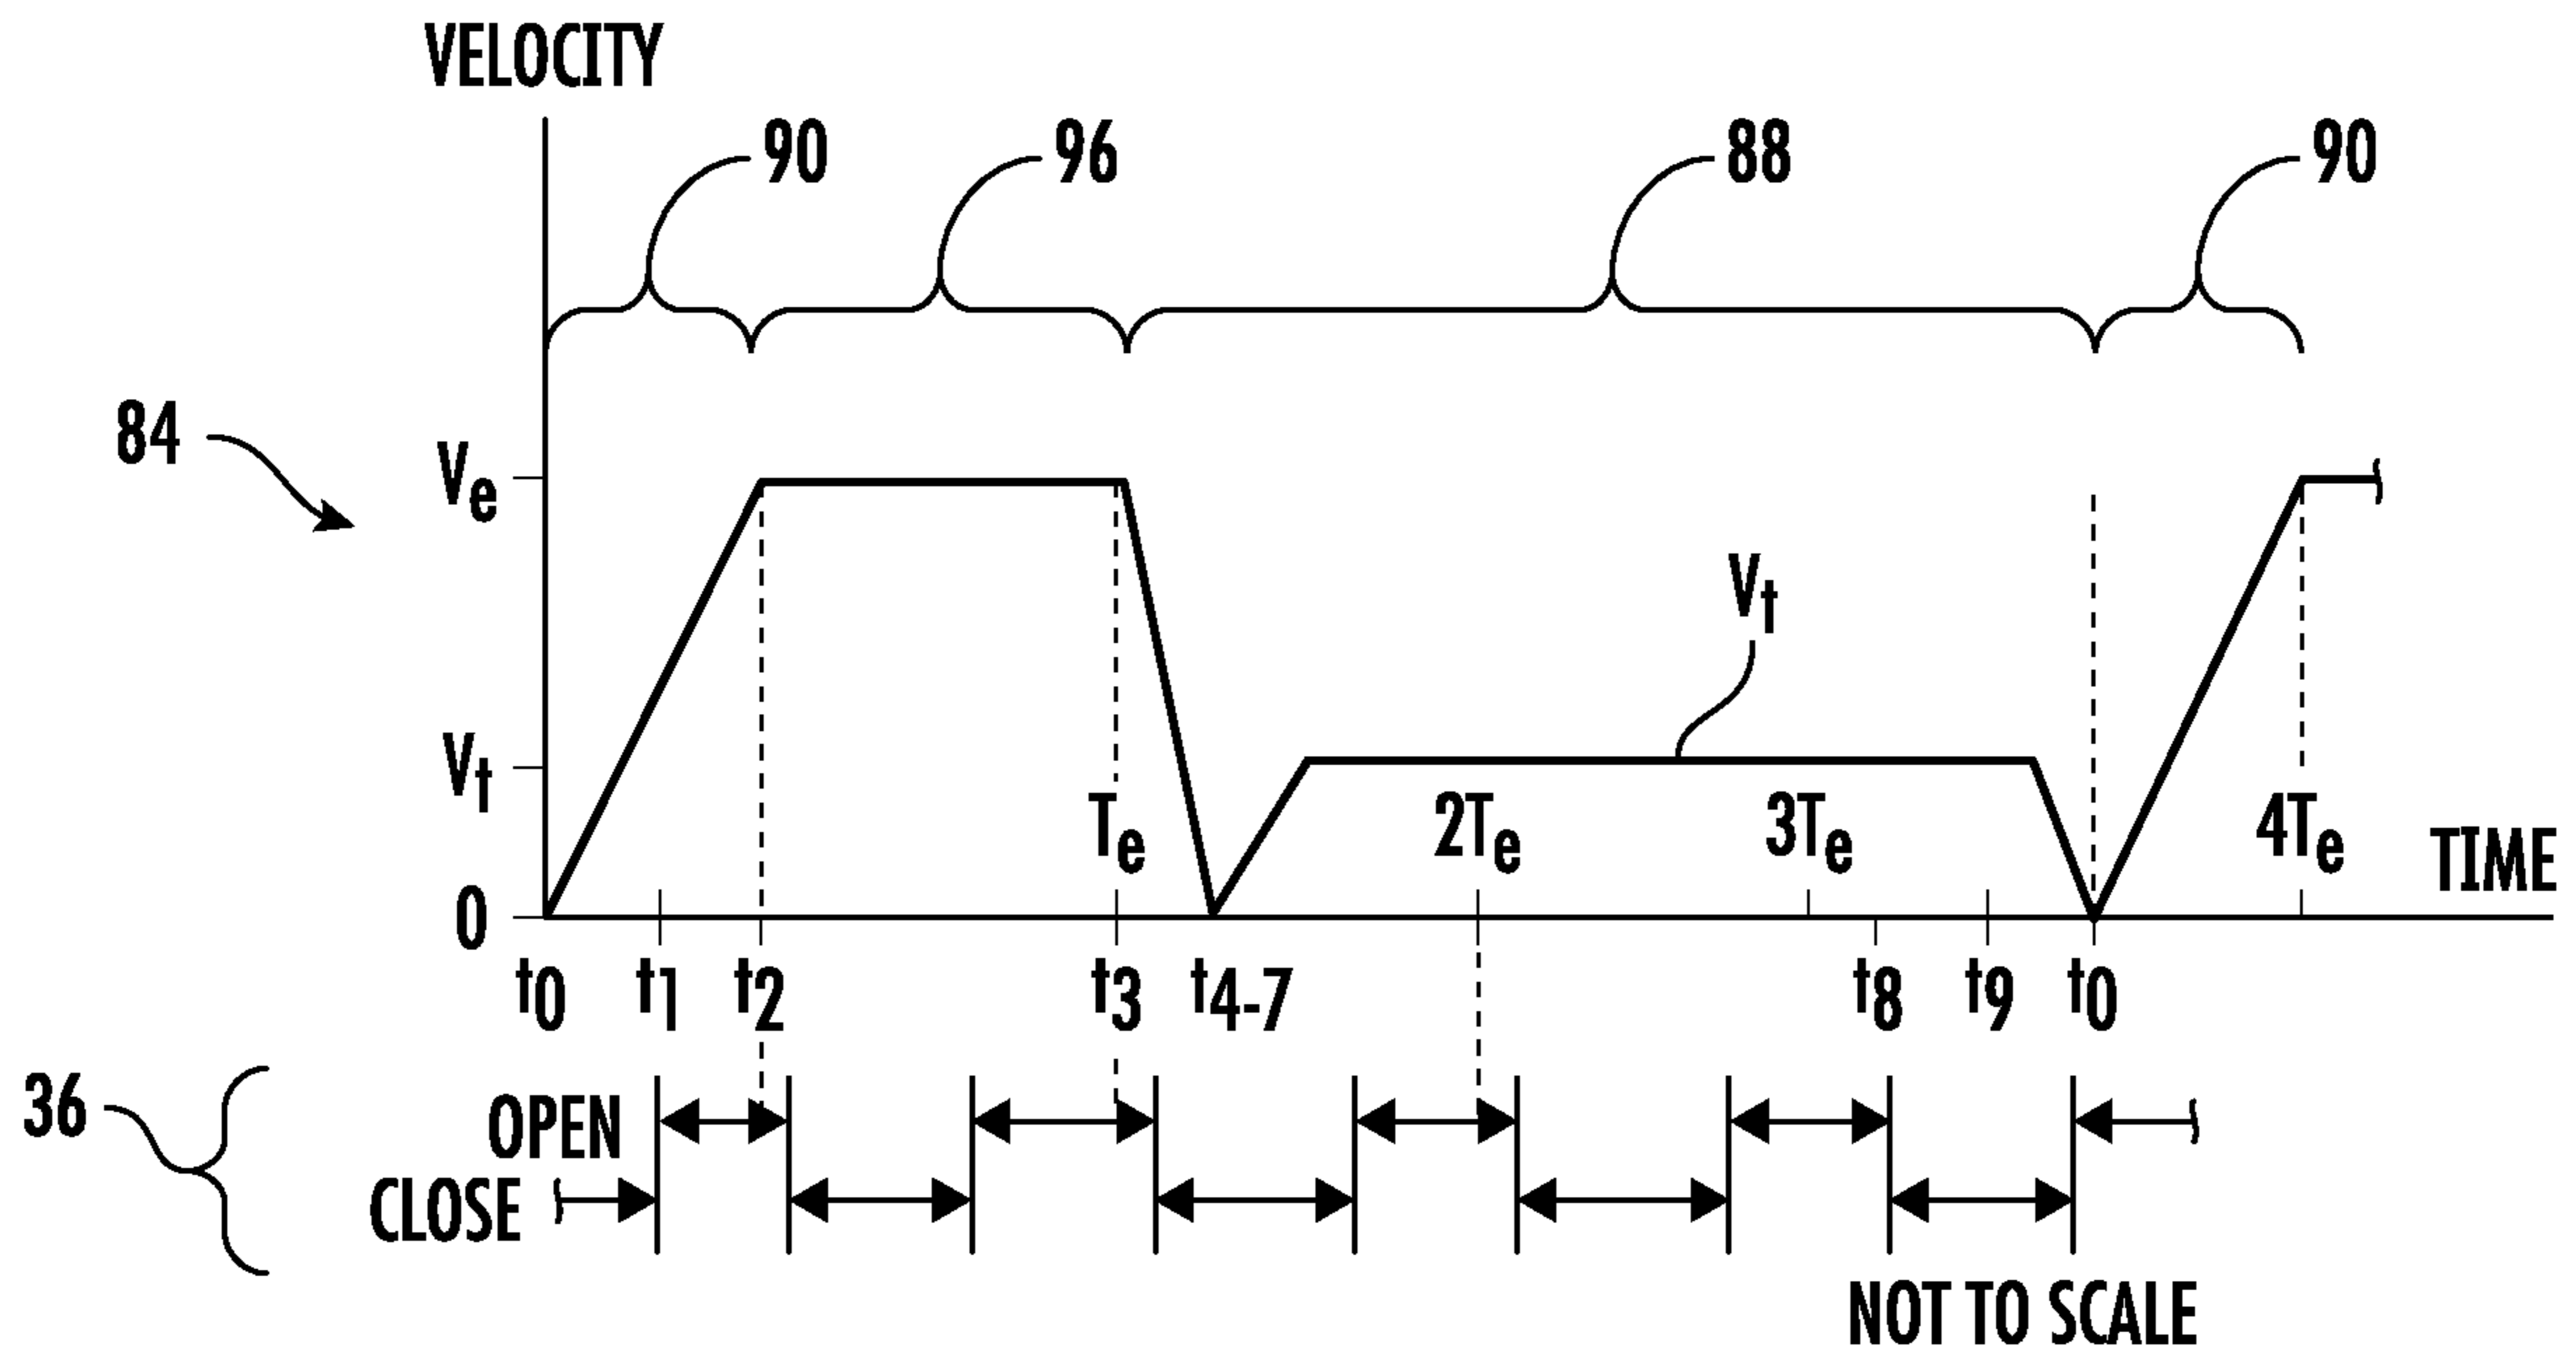 VELOCITY
90 96 88 90
84
Ve
Vt
Vt
Te 2Te 3Te 4Te
TIME
0
t0 t1 t2 t3 t4-7 t8 t9 t0
36
OPEN
CLOSE
NOT TO SCALE